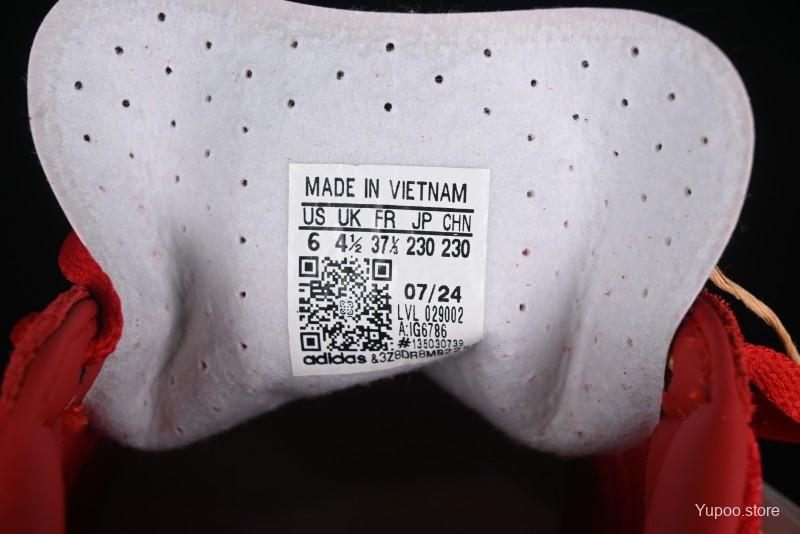 MADE IN VIETNAM
US UK FR JP CHN
6 4½ 37⅓ 230 230
07/24
LVL 029002
A:IG6786
#135030739
adidas
Yupoo.store